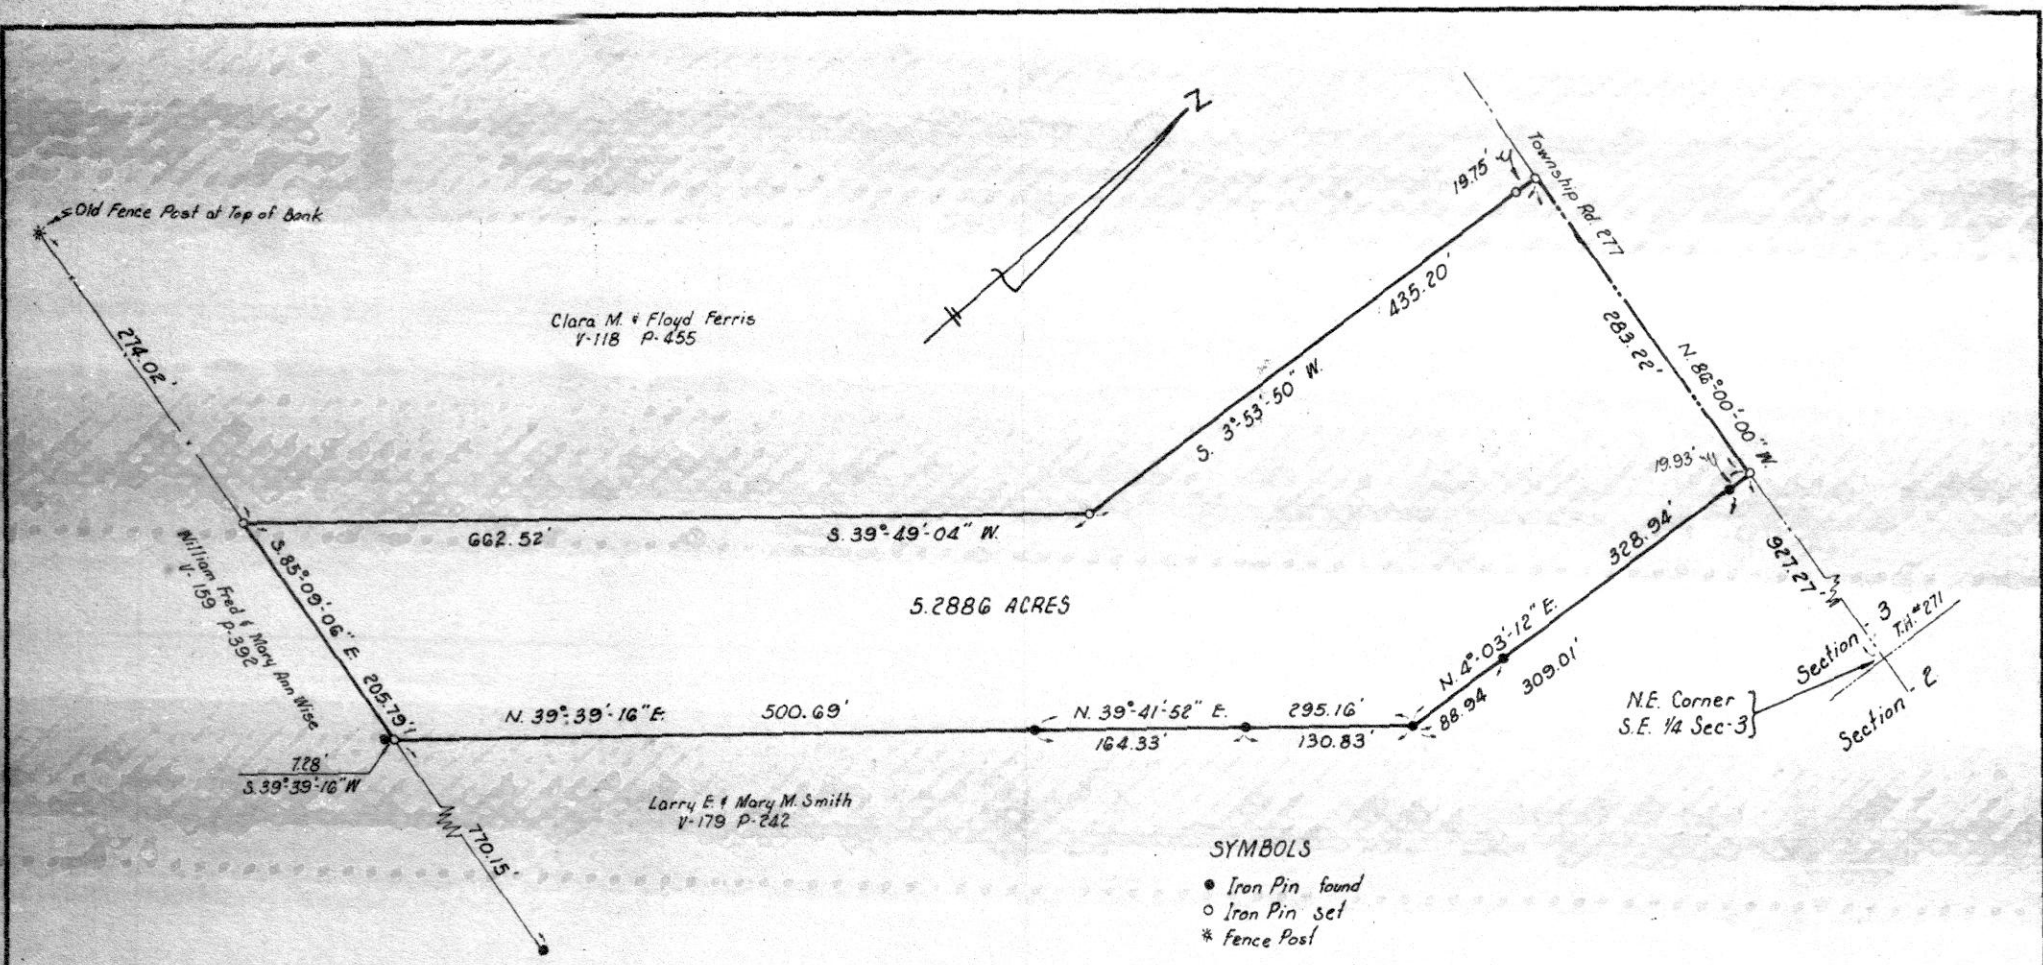 Z
Township Rd. 277
19.75'
Old Fence Post at Top of Bank
Clara M. & Floyd Ferris
V-118 P-455
274.02'
435.20'
283.22'
N. 86°-00'-00" W.
S. 3°-53'-50" W.
19.93'
662.52'
S. 39°-49'-04" W.
328.94'
927.27'
William Fred & Mary Ann Wise
V-159 P-392
S. 85°-09'-06" E.
205.79'
5.2886 ACRES
N. 4°-03'-12" E.
309.01'
88.94
Section - 3
T.H. #271
N.E. Corner
S.E. 1/4 Sec-3
Section - 2
N. 39°-39'-16" E.
500.69'
N. 39°-41'-52" E.
295.16'
164.33'
130.83'
7.28'
S. 39°-39'-16" W
Larry E. & Mary M. Smith
V-179 P-242
770.15'
SYMBOLS
Iron Pin found
Iron Pin set
Fence Post